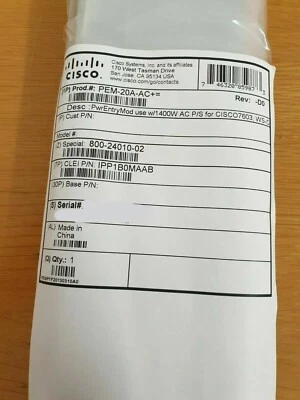 CISCO
Cisco Systems, Inc. and its affiliates
170 West Tasman Drive
San Jose, CA 95134 USA
www.cisco.com/go/contacts
(1P) Prod.#: PEM-20A-AC+=
Rev: -D0
Desc :PwrEntryMod use w/1400W AC P/S for CISCO7603, WS-C
(P) Cust P/N:
Model #:
(Z) Special: 800-24010-02
(7P) CLEI P/N: IPP1B0MAAB
(30P) Base P/N:
(S) Serial#
(4L) Made in
China
(Q) Qty.: 1